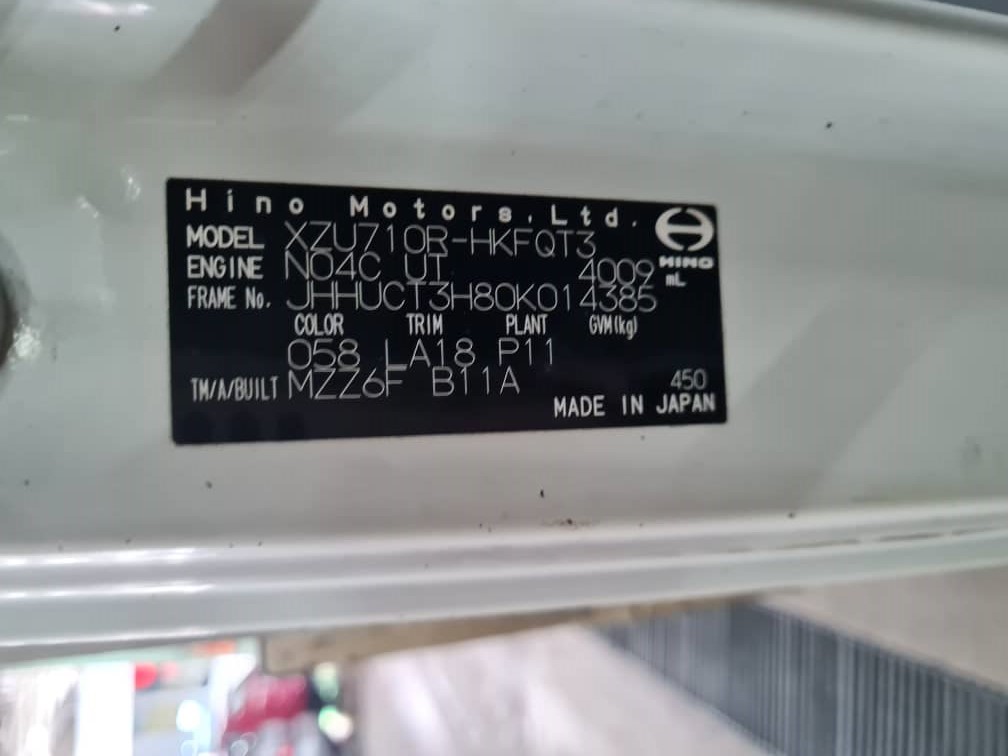 Hino Motors,Ltd.
HINO
MODEL XZU710R-HKFQT3
ENGINE N04C UT 4009 mL
FRAME No. JHHUCT3H80K014385
COLOR TRIM PLANT GVM(kg)
058 LA18 P11
TM/A/BUILT MZZ6F B11A 450
MADE IN JAPAN